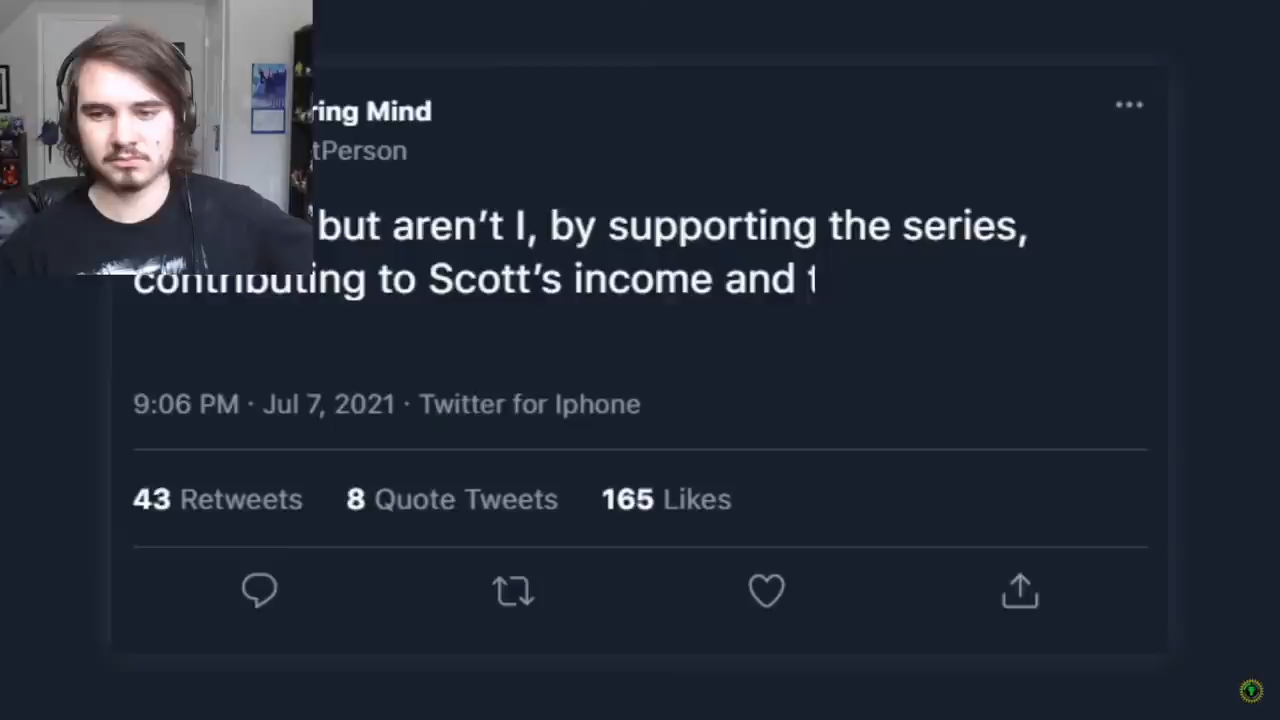 ring Mind
tPerson
but aren’t I, by supporting the series,
contributing to Scott’s income and t
9:06 PM · Jul 7, 2021 · Twitter for Iphone
43 Retweets 8 Quote Tweets 165 Likes